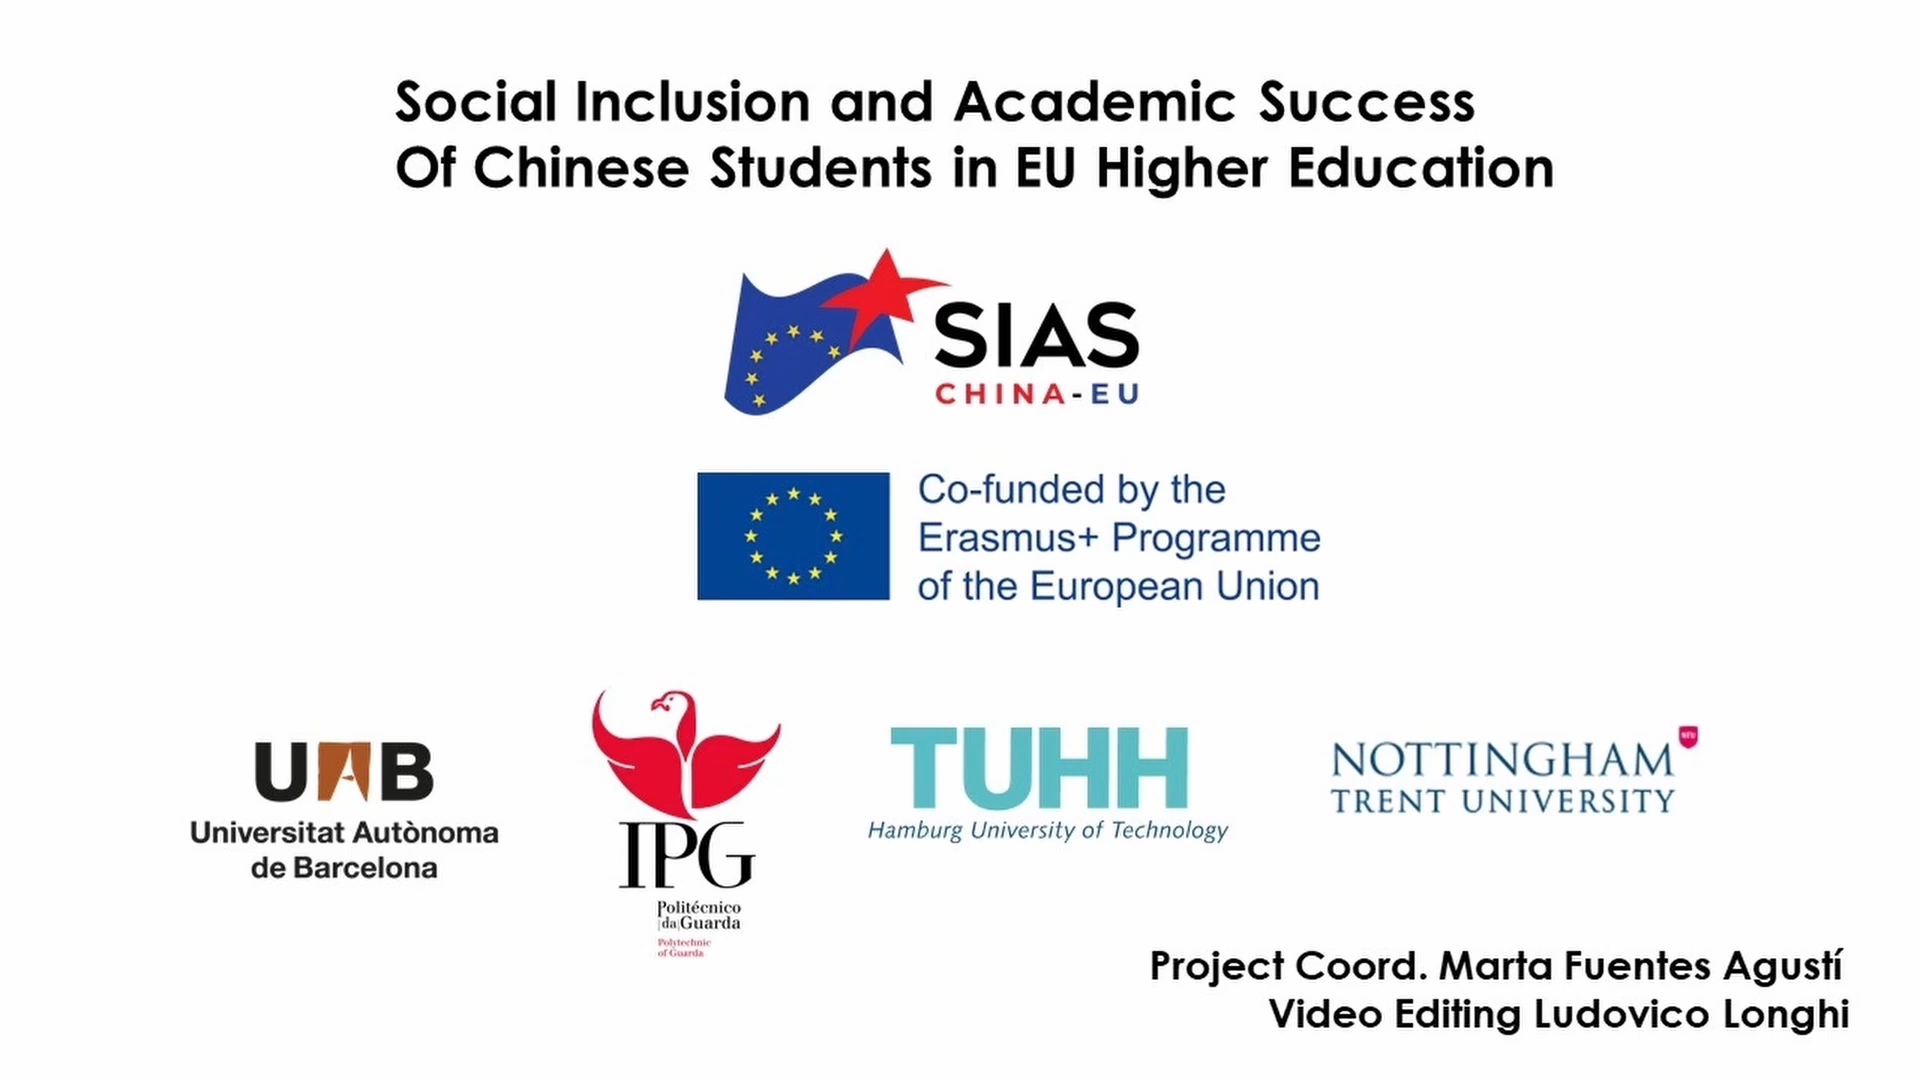 Social Inclusion and Academic Success
Of Chinese Students in EU Higher Education
SIAS
CHINA-EU
Co-funded by the
Erasmus+ Programme
of the European Union
UAB
Universitat Autònoma
de Barcelona
IPG
Politécnico
|da|Guarda
Polytechnic
of Guarda
TUHH
Hamburg University of Technology
NTU
NOTTINGHAM
TRENT UNIVERSITY
Project Coord. Marta Fuentes Agustí
Video Editing Ludovico Longhi